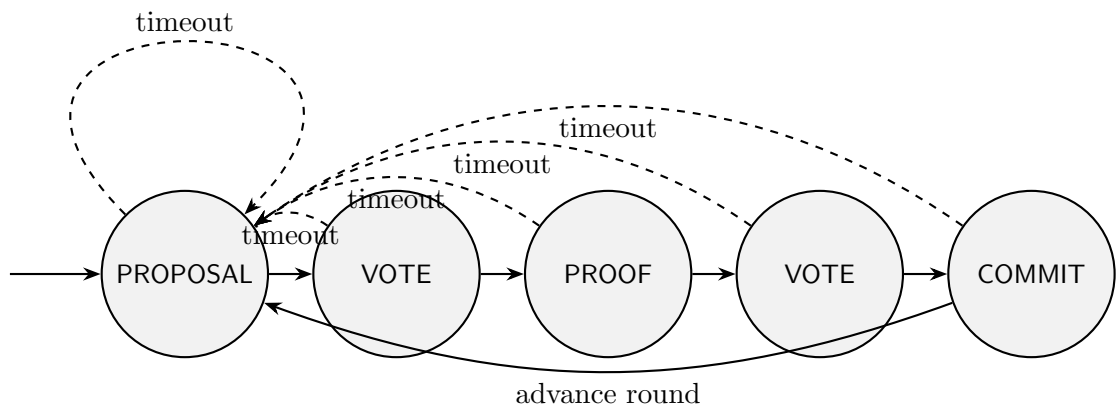 timeout
timeout
timeout
timeout
timeout
PROPOSAL
VOTE
PROOF
VOTE
COMMIT
advance round